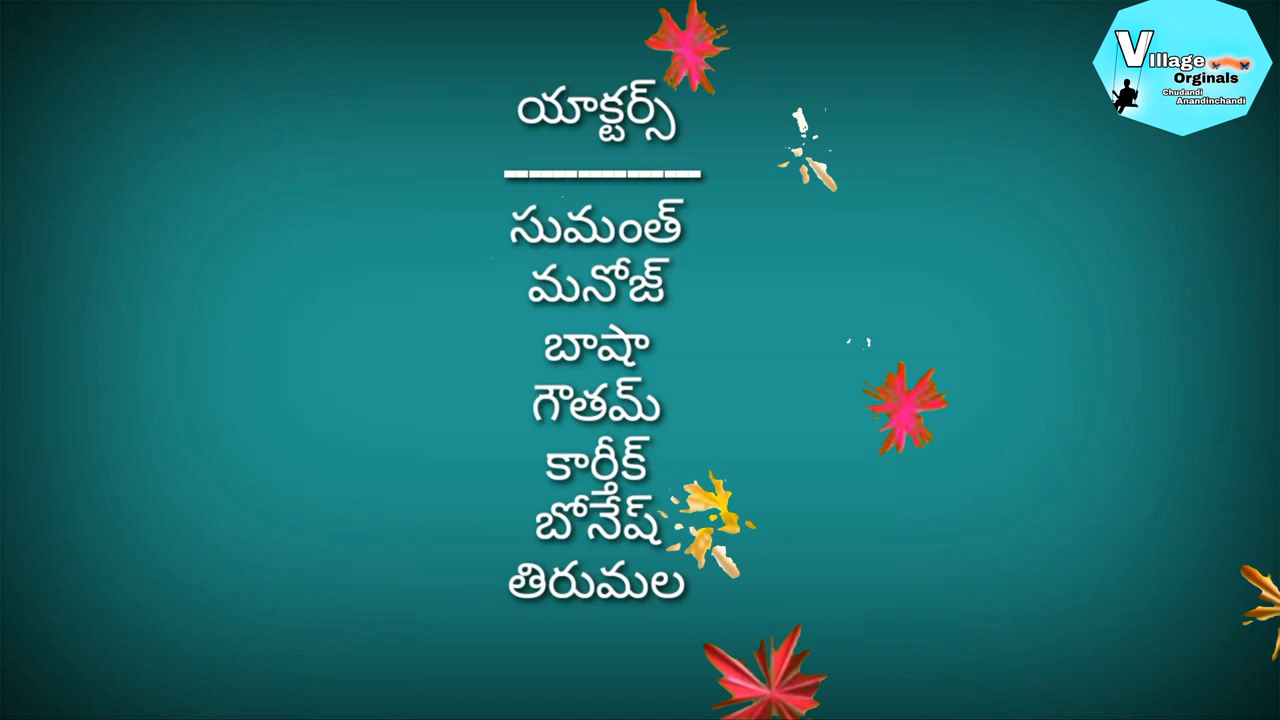 యాక్టర్స్
----------------
సుమంత్
మనోజ్
బాషా
గౌతమ్
కార్తీక్
బోనేష్
తిరుమల
Village
Orginals
Chudandi
Anandinchandi